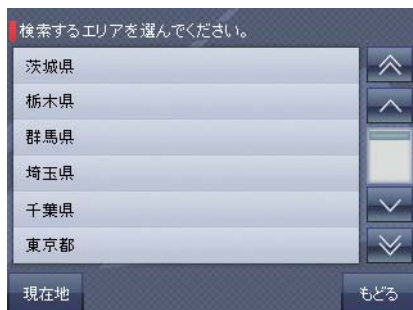 検索するエリアを選んでください。
茨城県
栃木県
群馬県
埼玉県
千葉県
東京都
現在地
もどる